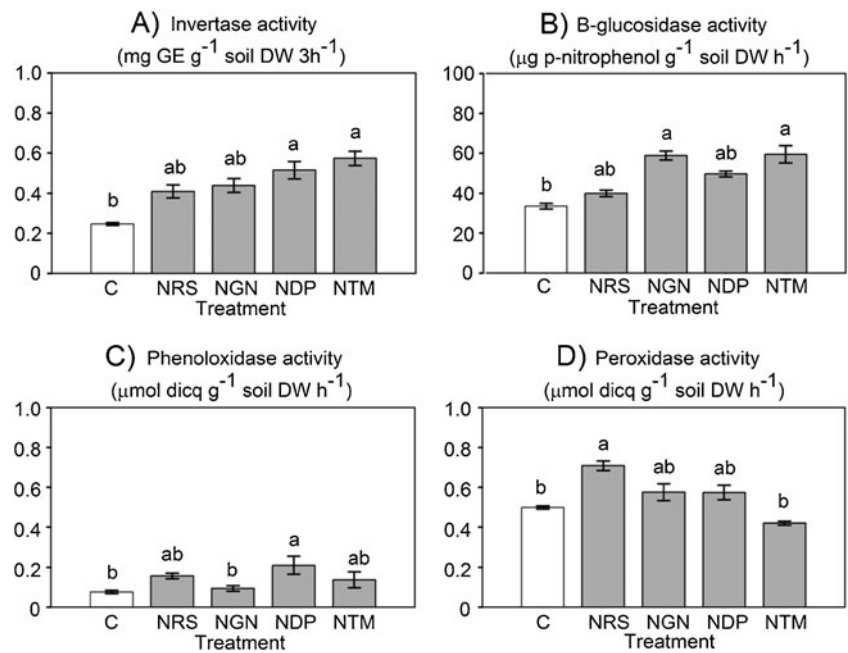 A) Invertase activity
(mg GE g⁻¹ soil DW 3h⁻¹)
1.0
0.8
0.6
0.4
0.2
0
b
ab
ab
a
a
C NRS NGN NDP NTM
Treatment
B) B-glucosidase activity
(µg p-nitrophenol g⁻¹ soil DW h⁻¹)
100
80
60
40
20
0
b
ab
a
ab
a
C NRS NGN NDP NTM
Treatment
C) Phenoloxidase activity
(µmol dicq g⁻¹ soil DW h⁻¹)
1.0
0.8
0.6
0.4
0.2
0
b
ab
b
a
ab
C NRS NGN NDP NTM
Treatment
D) Peroxidase activity
(µmol dicq g⁻¹ soil DW h⁻¹)
1.0
0.8
0.6
0.4
0.2
0
b
a
ab
ab
b
C NRS NGN NDP NTM
Treatment